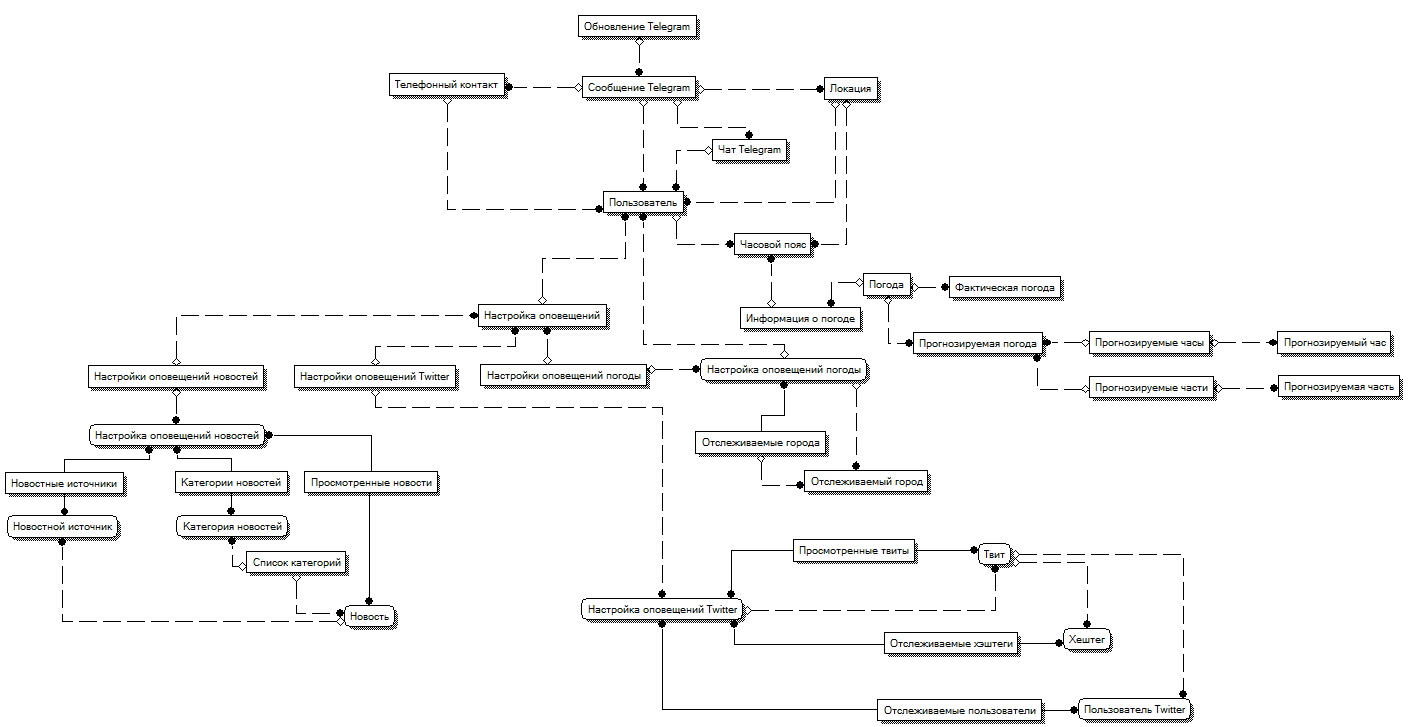 Обновление Telegram
Телефонный контакт
Сообщение Telegram
Локация
Чат Telegram
Пользователь
Часовой пояс
Погода
Фактическая погода
Настройка оповещений
Информация о погоде
Прогнозируемая погода
Прогнозируемые часы
Прогнозируемый час
Настройки оповещений новостей
Настройки оповещений Twitter
Настройки оповещений погоды
Настройка оповещений погоды
Прогнозируемые части
Прогнозируемая часть
Настройка оповещений новостей
Отслеживаемые города
Новостные источники
Категории новостей
Просмотренные новости
Отслеживаемый город
Новостной источник
Категория новостей
Список категорий
Просмотренные твиты
Твит
Новость
Настройка оповещений Twitter
Отслеживаемые хэштеги
Хештег
Отслеживаемые пользователи
Пользователь Twitter